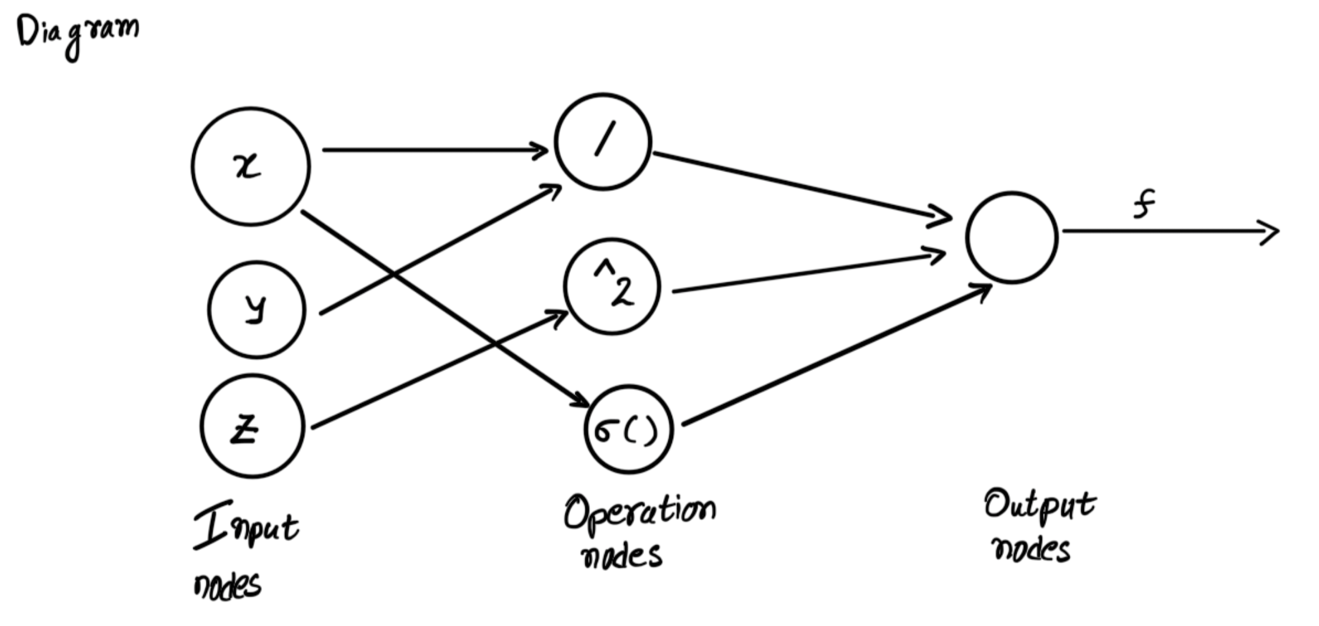 Diagram
x
/
y
^2
f
z
σ()
Input
nodes
Operation
nodes
Output
nodes